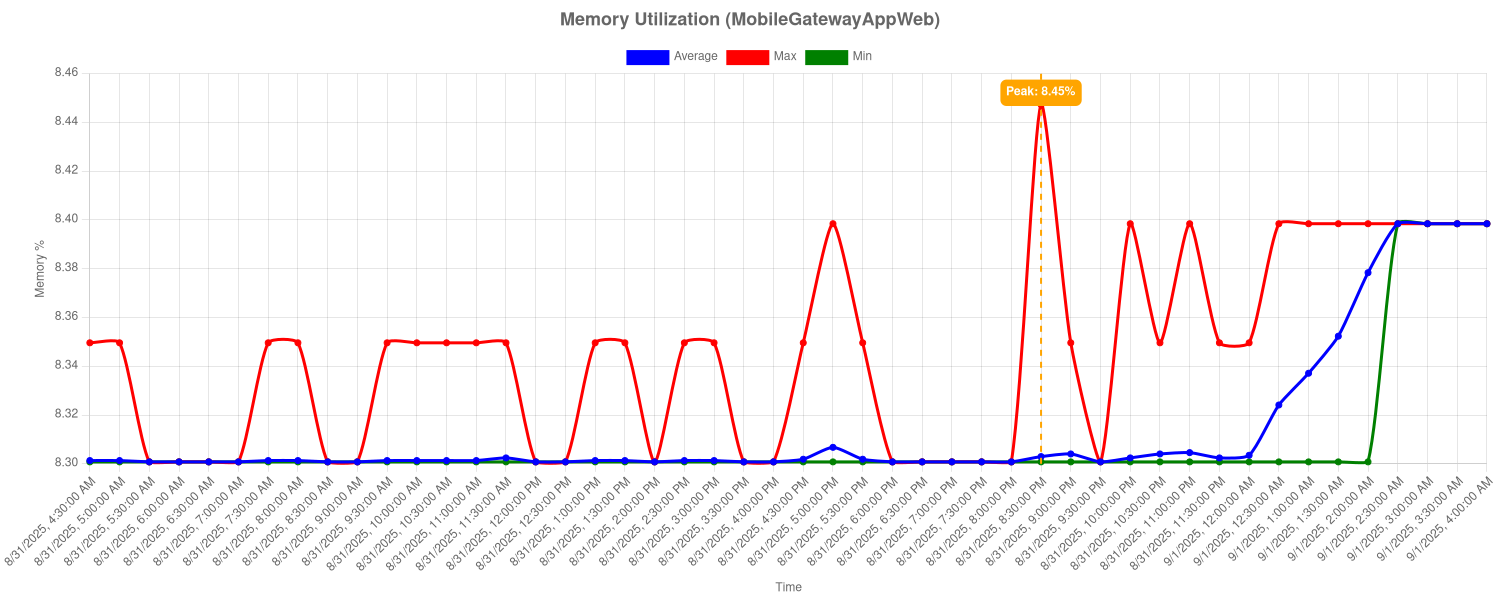 Memory Utilization (MobileGatewayAppWeb)
Average Max Min
Peak: 8.45%
8.46
8.44
8.42
8.40
8.38
8.36
8.34
8.32
8.30
Memory %
8/31/2025, 4:30:00 AM
8/31/2025, 5:00:00 AM
8/31/2025, 5:30:00 AM
8/31/2025, 6:00:00 AM
8/31/2025, 6:30:00 AM
8/31/2025, 7:00:00 AM
8/31/2025, 7:30:00 AM
8/31/2025, 8:00:00 AM
8/31/2025, 8:30:00 AM
8/31/2025, 9:00:00 AM
8/31/2025, 9:30:00 AM
8/31/2025, 10:00:00 AM
8/31/2025, 10:30:00 AM
8/31/2025, 11:00:00 AM
8/31/2025, 11:30:00 AM
8/31/2025, 12:00:00 PM
8/31/2025, 12:30:00 PM
8/31/2025, 1:00:00 PM
8/31/2025, 1:30:00 PM
8/31/2025, 2:00:00 PM
8/31/2025, 2:30:00 PM
8/31/2025, 3:00:00 PM
8/31/2025, 3:30:00 PM
8/31/2025, 4:00:00 PM
8/31/2025, 4:30:00 PM
8/31/2025, 5:00:00 PM
8/31/2025, 5:30:00 PM
8/31/2025, 6:00:00 PM
8/31/2025, 6:30:00 PM
8/31/2025, 7:00:00 PM
8/31/2025, 7:30:00 PM
8/31/2025, 8:00:00 PM
8/31/2025, 8:30:00 PM
8/31/2025, 9:00:00 PM
8/31/2025, 9:30:00 PM
8/31/2025, 10:00:00 PM
8/31/2025, 10:30:00 PM
8/31/2025, 11:00:00 PM
8/31/2025, 11:30:00 PM
9/1/2025, 12:00:00 AM
9/1/2025, 12:30:00 AM
9/1/2025, 1:00:00 AM
9/1/2025, 1:30:00 AM
9/1/2025, 2:00:00 AM
9/1/2025, 2:30:00 AM
9/1/2025, 3:00:00 AM
9/1/2025, 3:30:00 AM
9/1/2025, 4:00:00 AM
Time